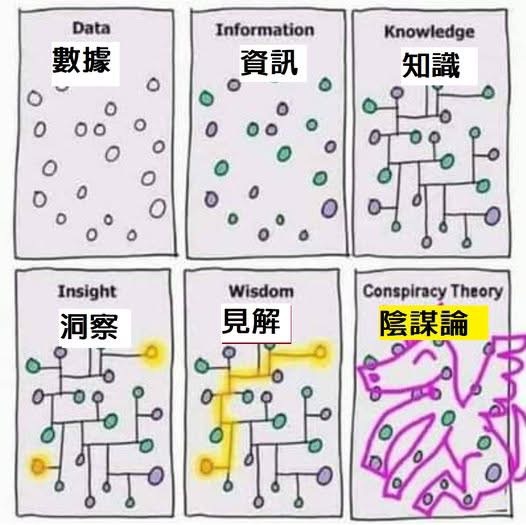 Data
數據
Information
資訊
Knowledge
知識
Insight
洞察
Wisdom
見解
Conspiracy Theory
陰謀論